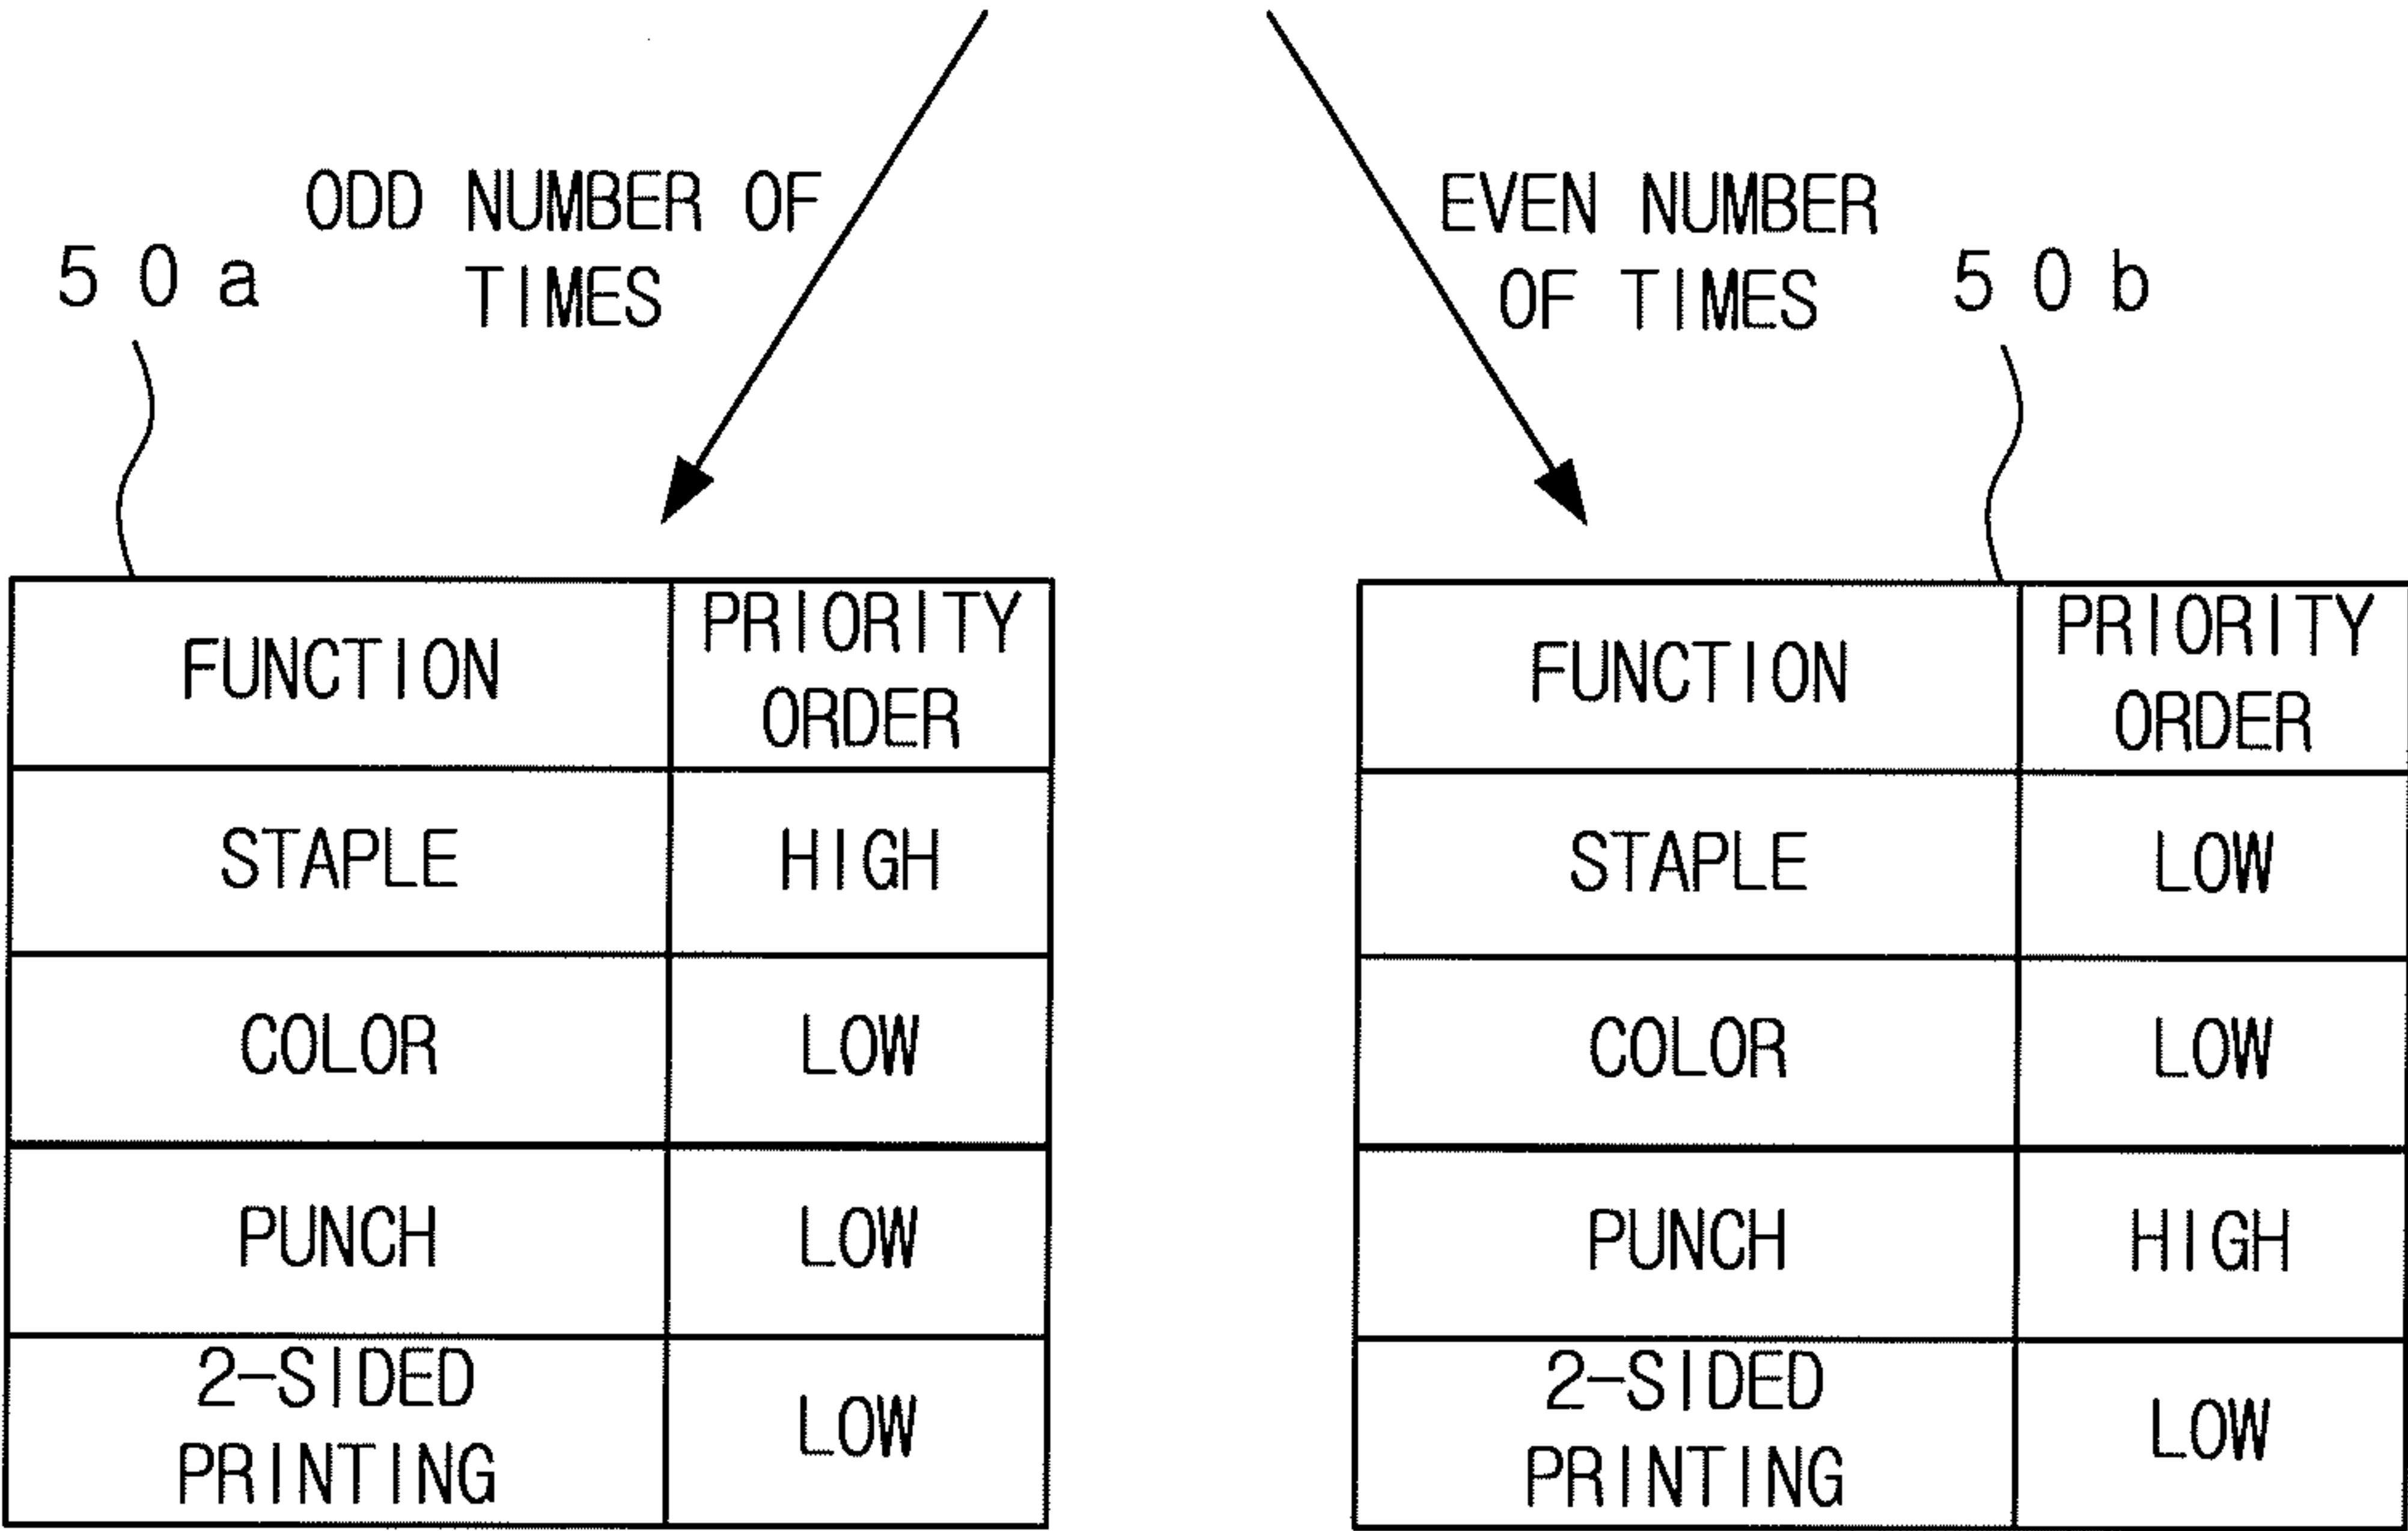 ODD NUMBER OF
TIMES
50a
EVEN NUMBER
OF TIMES
50b
FUNCTION
PRIORITY
ORDER
STAPLE
HIGH
COLOR
LOW
PUNCH
LOW
2-SIDED
PRINTING
LOW
FUNCTION
PRIORITY
ORDER
STAPLE
LOW
COLOR
LOW
PUNCH
HIGH
2-SIDED
PRINTING
LOW